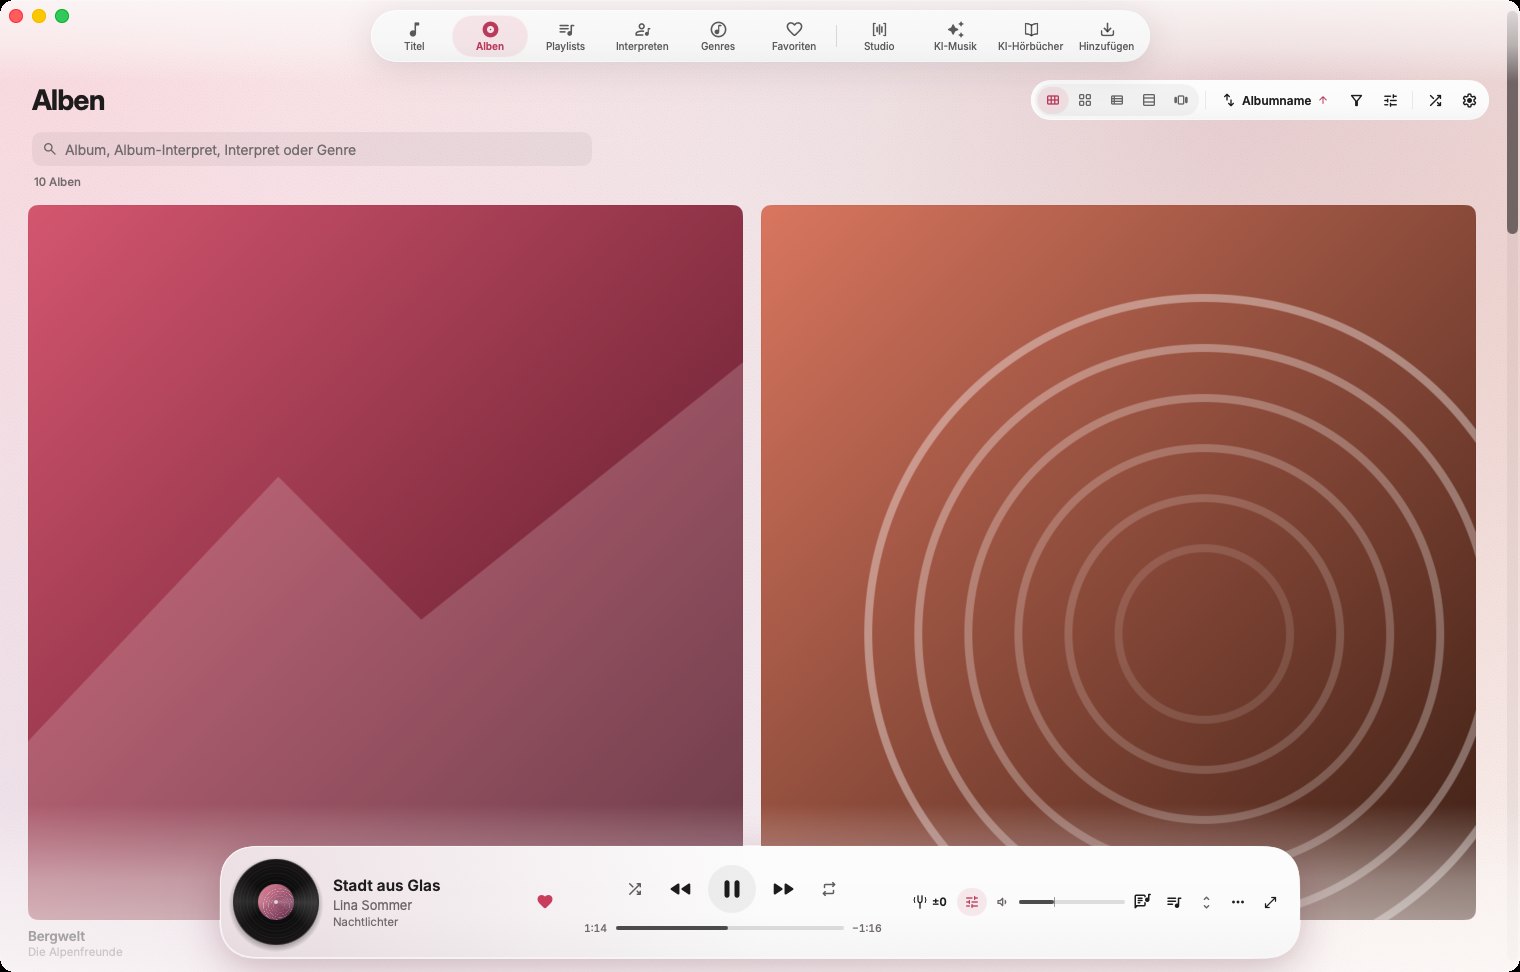 Titel
Alben
Playlists
Interpreten
Genres
Favoriten
Studio
KI-Musik
KI-Hörbücher
Hinzufügen
Alben
Albumname
Album, Album-Interpret, Interpret oder Genre
10 Alben
Stadt aus Glas
Lina Sommer
Nachtlichter
1:14
−1:16
±0
Bergwelt
Die Alpenfreunde